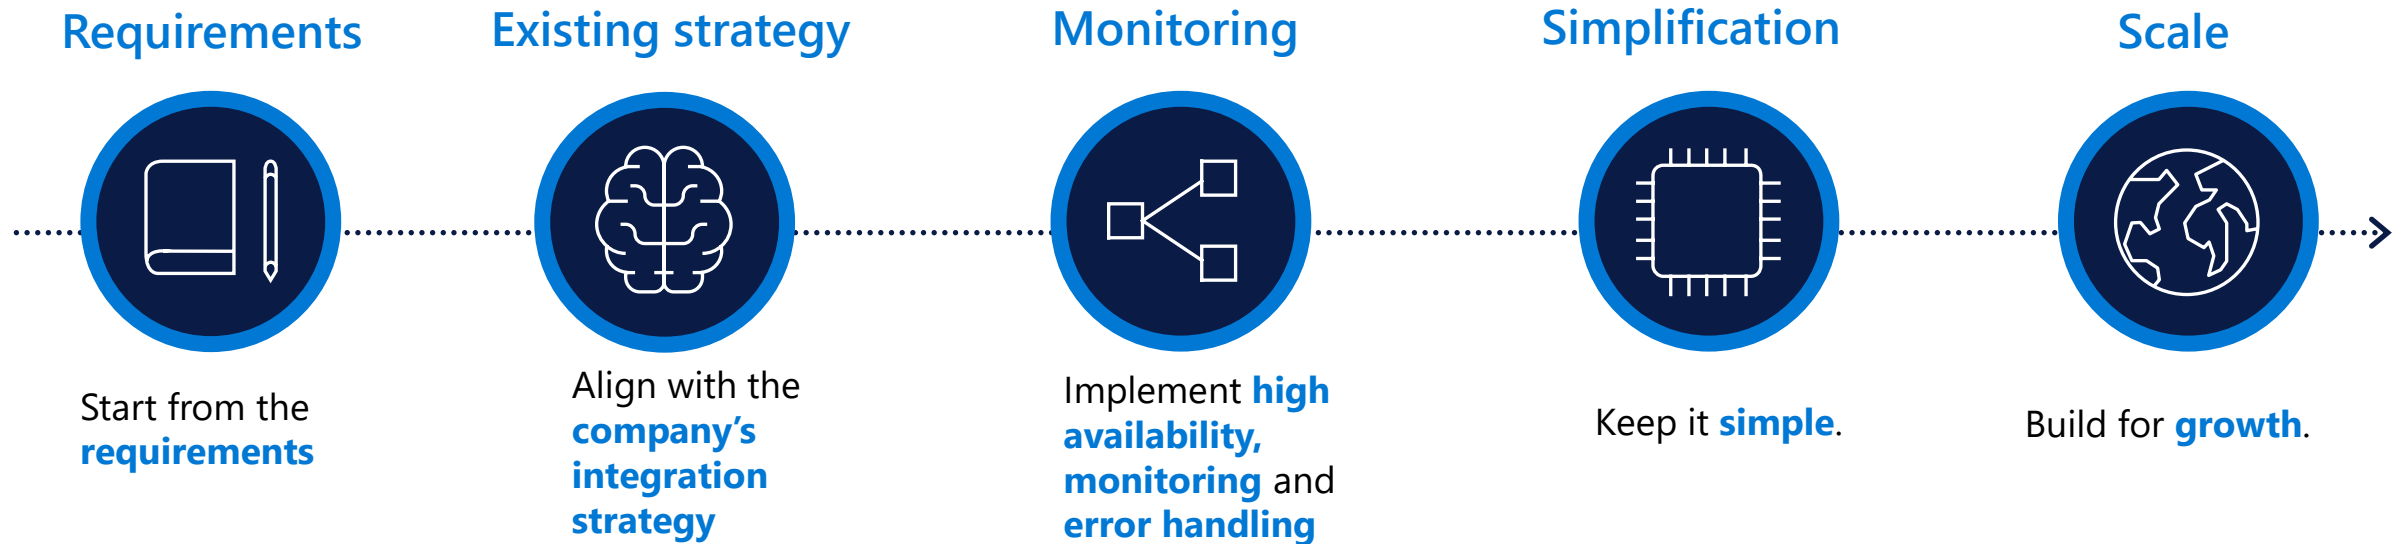 Requirements
Start from the
requirements
Existing strategy
Align with the
company’s
integration
strategy
Monitoring
Implement high
availability,
monitoring and
error handling
Simplification
Keep it simple.
Scale
Build for growth.